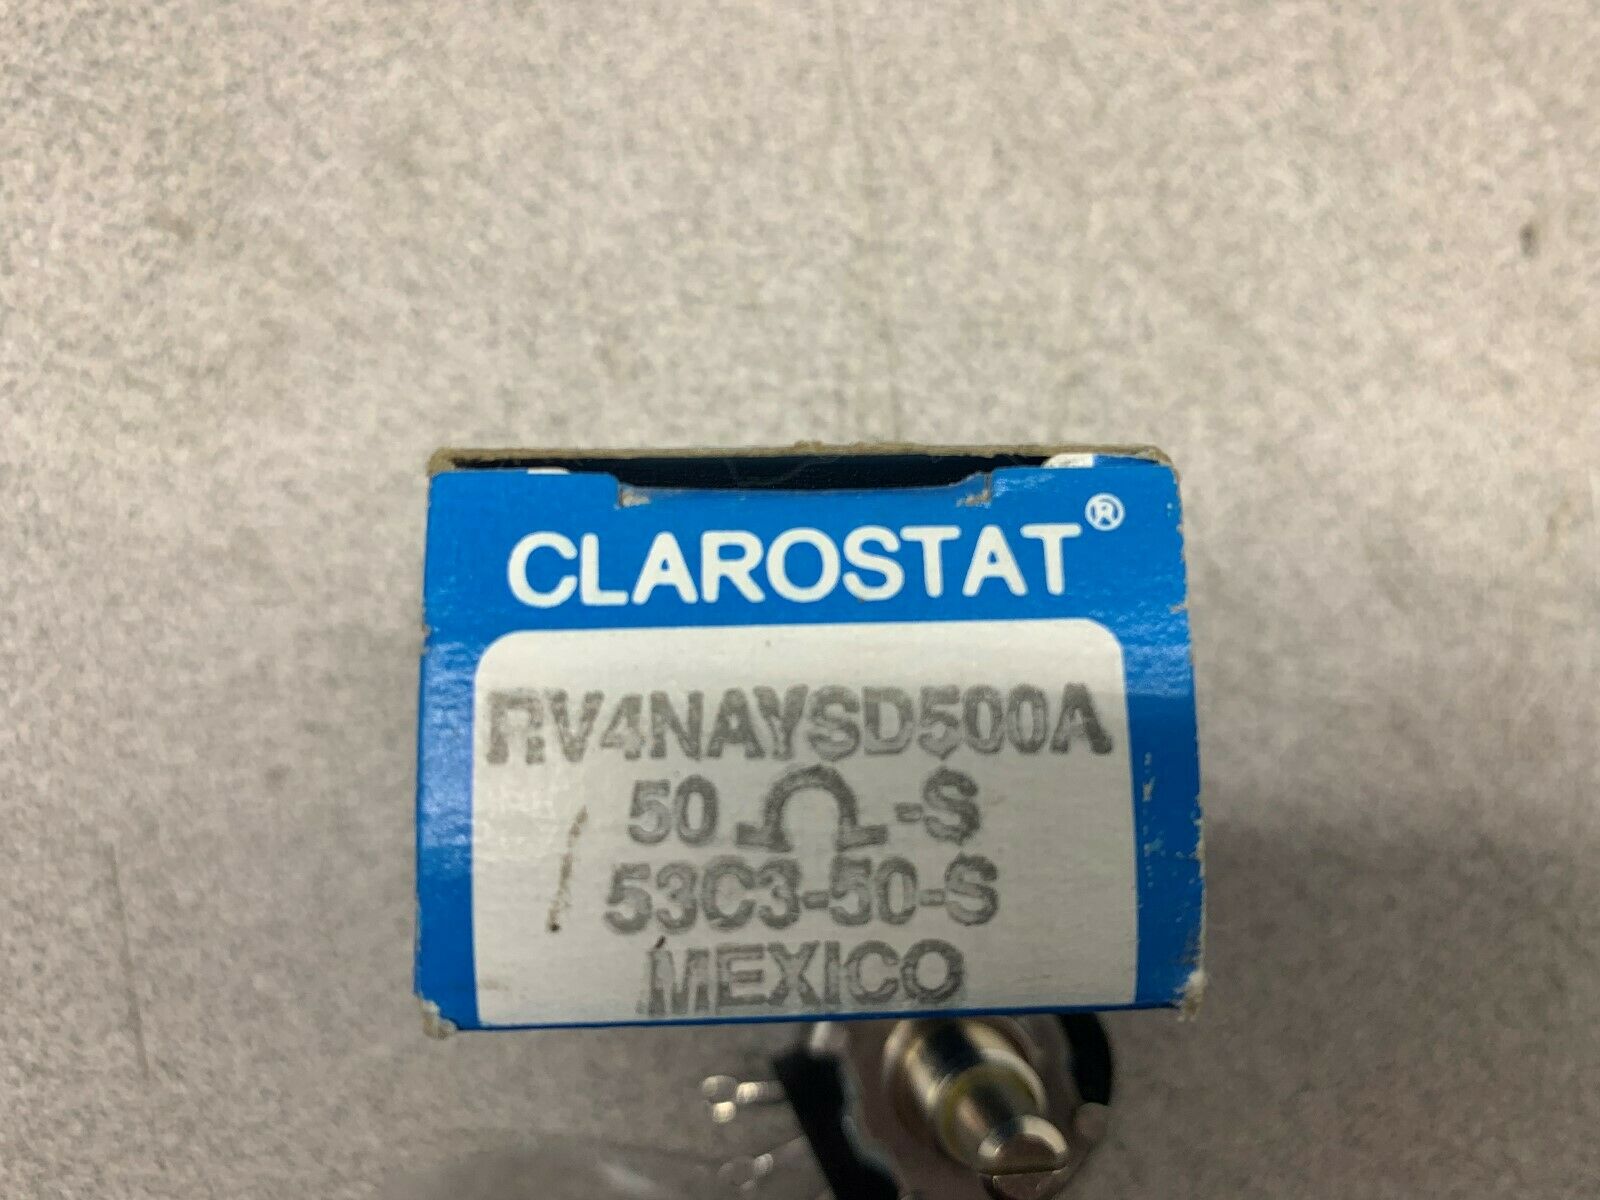 CLAROSTAT®
RV4NAYSD500A
50 Ω -S
53C3-50-S
MEXICO